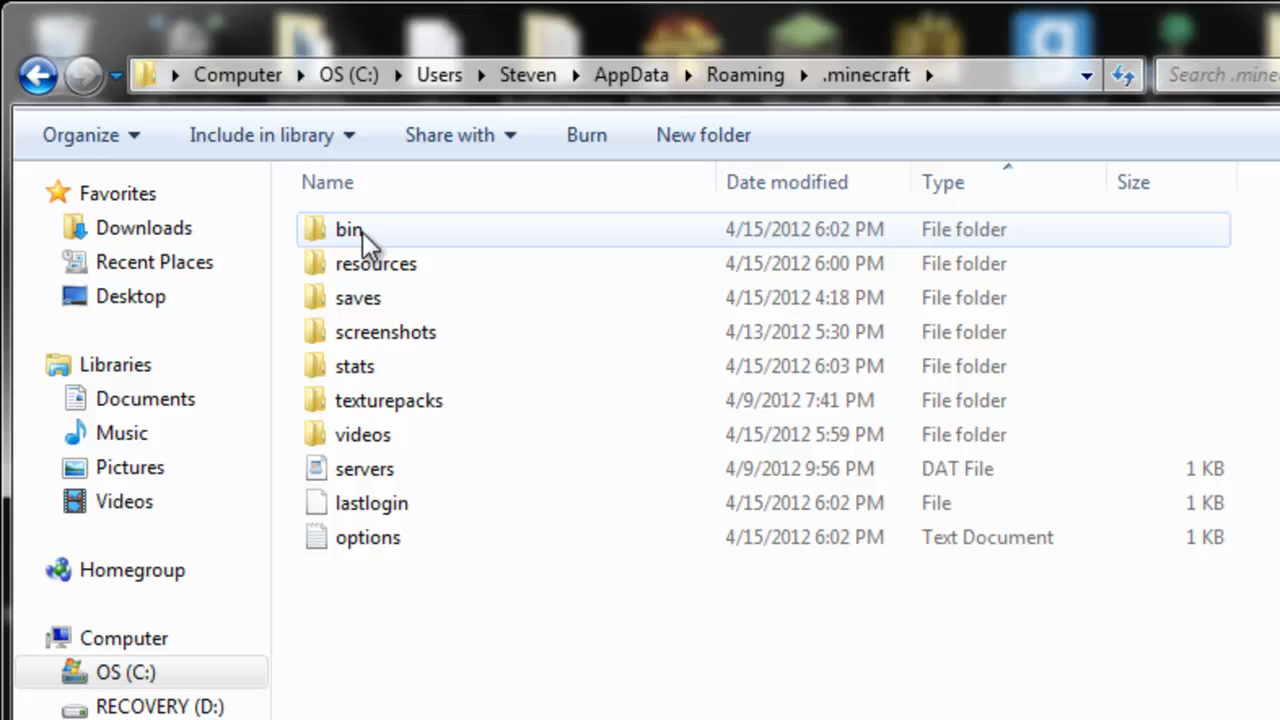 Computer OS (C:) Users Steven AppData Roaming .minecraft Search .mine
Organize Include in library Share with Burn New folder
Name Date modified Type Size
Favorites
Downloads
Recent Places
Desktop
Libraries
Documents
Music
Pictures
Videos
Homegroup
Computer
OS (C:)
RECOVERY (D:)
bin 4/15/2012 6:02 PM File folder
resources 4/15/2012 6:00 PM File folder
saves 4/15/2012 4:18 PM File folder
screenshots 4/13/2012 5:30 PM File folder
stats 4/15/2012 6:03 PM File folder
texturepacks 4/9/2012 7:41 PM File folder
videos 4/15/2012 5:59 PM File folder
servers 4/9/2012 9:56 PM DAT File 1 KB
lastlogin 4/15/2012 6:02 PM File 1 KB
options 4/15/2012 6:02 PM Text Document 1 KB